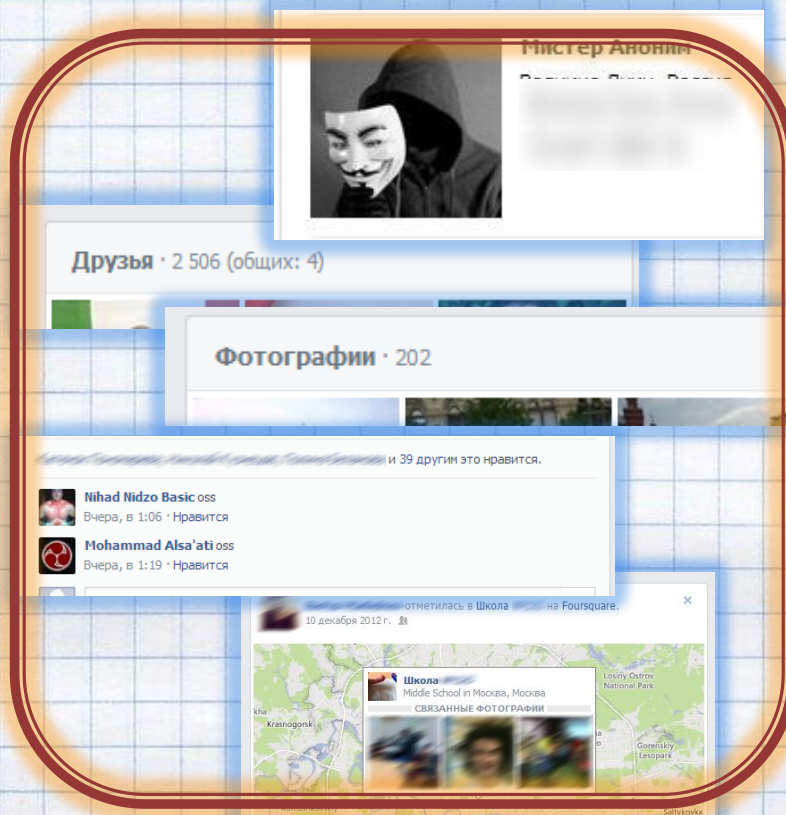 Мистер Аноним
Друзья · 2 506 (общих: 4)
Фотографии · 202
и 39 другим это нравится.
Nihad Nidzo Basic oss
Вчера, в 1:06 · Нравится
Mohammad Alsa'ati oss
Вчера, в 1:19 · Нравится
отметилась в Школа на Foursquare.
10 декабря 2012 г.
Школа
Middle School in Москва, Москва
СВЯЗАННЫЕ ФОТОГРАФИИ
Losiny Ostrov
National Park
kha
Krasnogorsk
Gorenskiy
Lesopark
Saltykovka